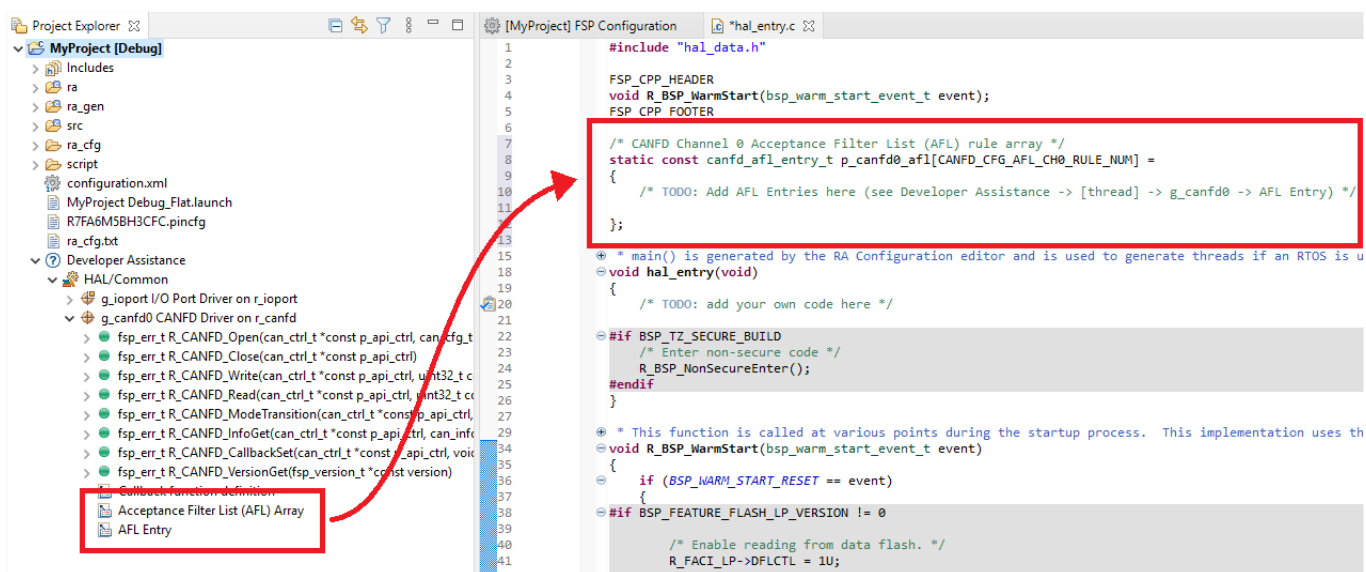 Project Explorer
MyProject [Debug]
Includes
ra
ra_gen
src
ra_cfg
script
configuration.xml
MyProject Debug_Flat.launch
R7FA6M5BH3CFC.pincfg
ra_cfg.txt
Developer Assistance
HAL/Common
g_ioport I/O Port Driver on r_ioport
g_canfd0 CANFD Driver on r_canfd
fsp_err_t R_CANFD_Open(can_ctrl_t *const p_api_ctrl, can_cfg_t
fsp_err_t R_CANFD_Close(can_ctrl_t *const p_api_ctrl)
fsp_err_t R_CANFD_Write(can_ctrl_t *const p_api_ctrl, uint32_t c
fsp_err_t R_CANFD_Read(can_ctrl_t *const p_api_ctrl, uint32_t co
fsp_err_t R_CANFD_ModeTransition(can_ctrl_t *const p_api_ctrl,
fsp_err_t R_CANFD_InfoGet(can_ctrl_t *const p_api_ctrl, can_info
fsp_err_t R_CANFD_CallbackSet(can_ctrl_t *const p_api_ctrl, void
fsp_err_t R_CANFD_VersionGet(fsp_version_t *const version)
Callback function definition
Acceptance Filter List (AFL) Array
AFL Entry
[MyProject] FSP Configuration
*hal_entry.c
1 #include "hal_data.h"
2
3 FSP_CPP_HEADER
4 void R_BSP_WarmStart(bsp_warm_start_event_t event);
5 FSP_CPP_FOOTER
6
7 /* CANFD Channel 0 Acceptance Filter List (AFL) rule array */
8 static const canfd_afl_entry_t p_canfd0_afl[CANFD_CFG_AFL_CH0_RULE_NUM] =
9 {
10 /* TODO: Add AFL Entries here (see Developer Assistance -> [thread] -> g_canfd0 -> AFL Entry) */
11
12 };
13
15 * main() is generated by the RA Configuration editor and is used to generate threads if an RTOS is u
18 void hal_entry(void)
19 {
20 /* TODO: add your own code here */
21
22 #if BSP_TZ_SECURE_BUILD
23 /* Enter non-secure code */
24 R_BSP_NonSecureEnter();
25 #endif
26 }
27
29 * This function is called at various points during the startup process. This implementation uses th
34 void R_BSP_WarmStart(bsp_warm_start_event_t event)
35 {
36 if (BSP_WARM_START_RESET == event)
37 {
38 #if BSP_FEATURE_FLASH_LP_VERSION != 0
39
40 /* Enable reading from data flash. */
41 R_FACI_LP->DFLCTL = 1U;